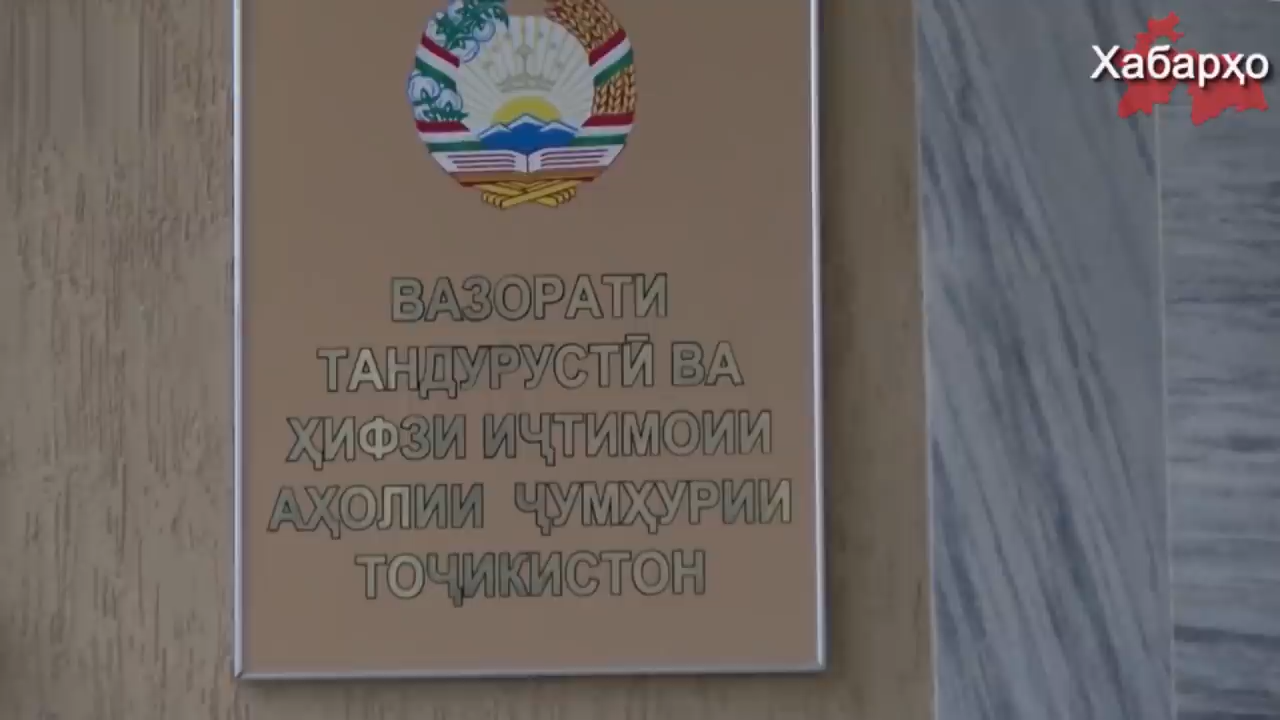 Хабарҳо
ВАЗОРАТИ
ТАНДУРУСТӢ ВА
ҲИФЗИ ИҶТИМОИИ
АҲОЛИИ ҶУМҲУРИИ
ТОҶИКИСТОН